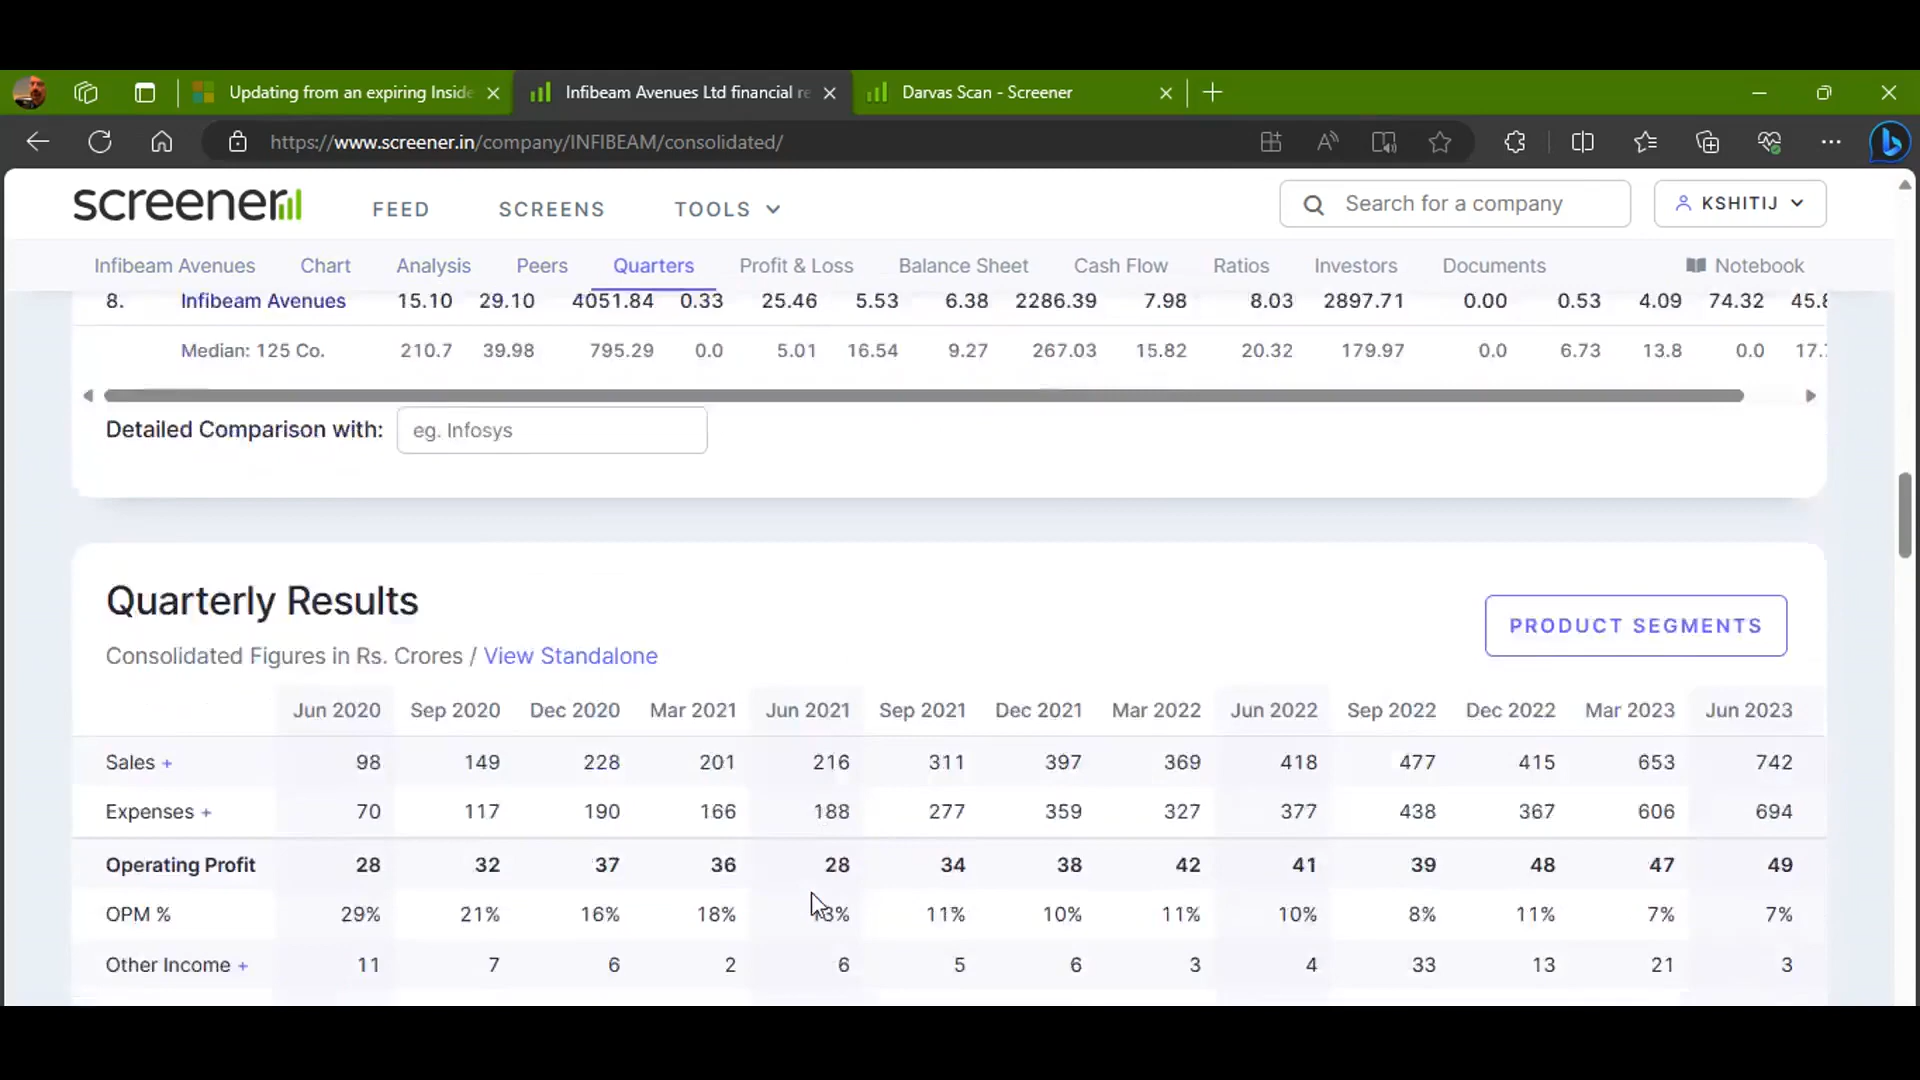 Updating from an expiring Inside
Infibeam Avenues Ltd financial re
Darvas Scan - Screener
https://www.screener.in/company/INFIBEAM/consolidated/
screener FEED SCREENS TOOLS Search for a company KSHITIJ
Infibeam Avenues Chart Analysis Peers Quarters Profit & Loss Balance Sheet Cash Flow Ratios Investors Documents Notebook
8. Infibeam Avenues 15.10 29.10 4051.84 0.33 25.46 5.53 6.38 2286.39 7.98 8.03 2897.71 0.00 0.53 4.09 74.32 45.8
Median: 125 Co. 210.7 39.98 795.29 0.0 5.01 16.54 9.27 267.03 15.82 20.32 179.97 0.0 6.73 13.8 0.0 17.
Detailed Comparison with: eg. Infosys
Quarterly Results
PRODUCT SEGMENTS
Consolidated Figures in Rs. Crores / View Standalone
Jun 2020 Sep 2020 Dec 2020 Mar 2021 Jun 2021 Sep 2021 Dec 2021 Mar 2022 Jun 2022 Sep 2022 Dec 2022 Mar 2023 Jun 2023
Sales + 98 149 228 201 216 311 397 369 418 477 415 653 742
Expenses + 70 117 190 166 188 277 359 327 377 438 367 606 694
Operating Profit 28 32 37 36 28 34 38 42 41 39 48 47 49
OPM % 29% 21% 16% 18% 3% 11% 10% 11% 10% 8% 11% 7% 7%
Other Income + 11 7 6 2 6 5 6 3 4 33 13 21 3